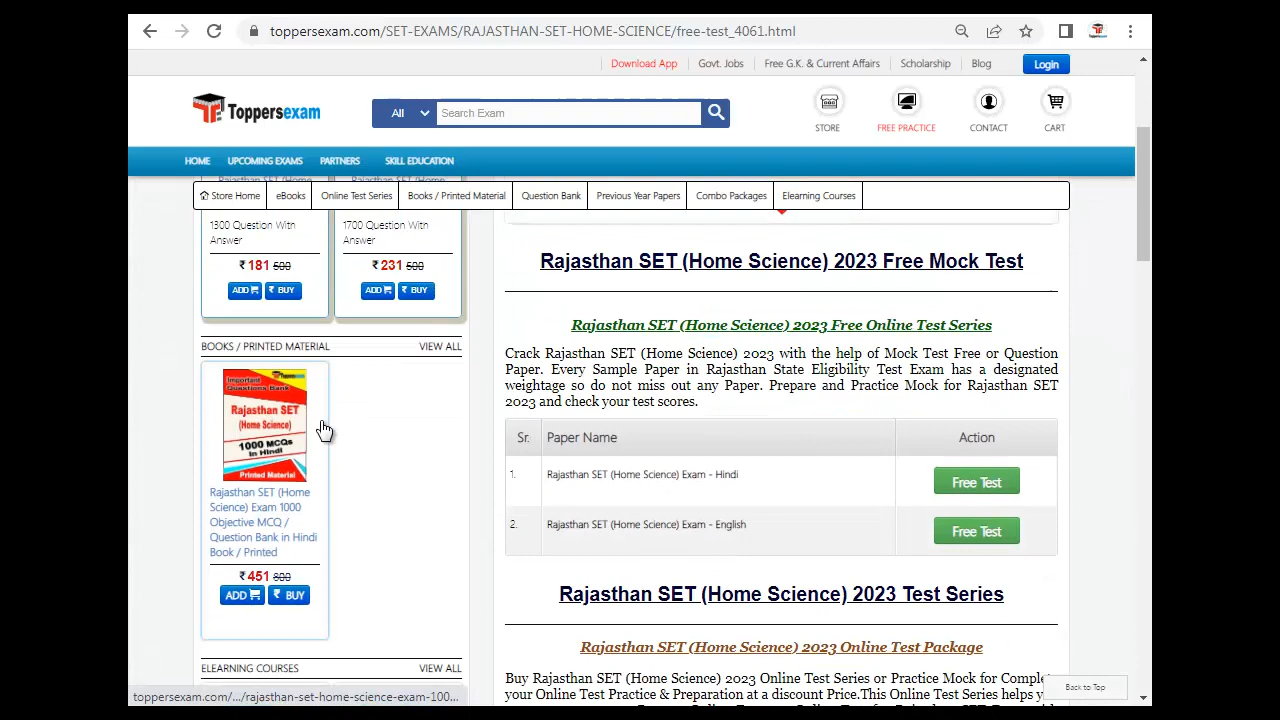 toppersexam.com/SET-EXAMS/RAJASTHAN-SET-HOME-SCIENCE/free-test_4061.html
Download App
Govt. Jobs
Free G.K. & Current Affairs
Scholarship
Blog
Login
Toppersexam
All
Search Exam
STORE
FREE PRACTICE
CONTACT
CART
HOME
UPCOMING EXAMS
PARTNERS
SKILL EDUCATION
Store Home
eBooks
Online Test Series
Books / Printed Material
Question Bank
Previous Year Papers
Combo Packages
Elearning Courses
1300 Question With
Answer
₹ 181 500
ADD
₹ BUY
1700 Question With
Answer
₹ 231 500
ADD
₹ BUY
BOOKS / PRINTED MATERIAL
VIEW ALL
Important
Questions Bank
Toppersexam
Rajasthan SET
(Home Science)
1000 MCQs
in Hindi
Printed Material
Rajasthan SET (Home
Science) Exam 1000
Objective MCQ /
Question Bank in Hindi
Book / Printed
₹ 451 800
ADD
₹ BUY
ELEARNING COURSES
VIEW ALL
Rajasthan SET (Home Science) 2023 Free Mock Test
Rajasthan SET (Home Science) 2023 Free Online Test Series
Crack Rajasthan SET (Home Science) 2023 with the help of Mock Test Free or Question
Paper. Every Sample Paper in Rajasthan State Eligibility Test Exam has a designated
weightage so do not miss out any Paper. Prepare and Practice Mock for Rajasthan SET
2023 and check your test scores.
Sr. Paper Name Action
1. Rajasthan SET (Home Science) Exam - Hindi Free Test
2. Rajasthan SET (Home Science) Exam - English Free Test
Rajasthan SET (Home Science) 2023 Test Series
Rajasthan SET (Home Science) 2023 Online Test Package
Buy Rajasthan SET (Home Science) 2023 Online Test Series or Practice Mock for
your Online Test Practice & Preparation at a discount Price.This Online Test Series helps
Back to Top
toppersexam.com/.../rajasthan-set-home-science-exam-100...